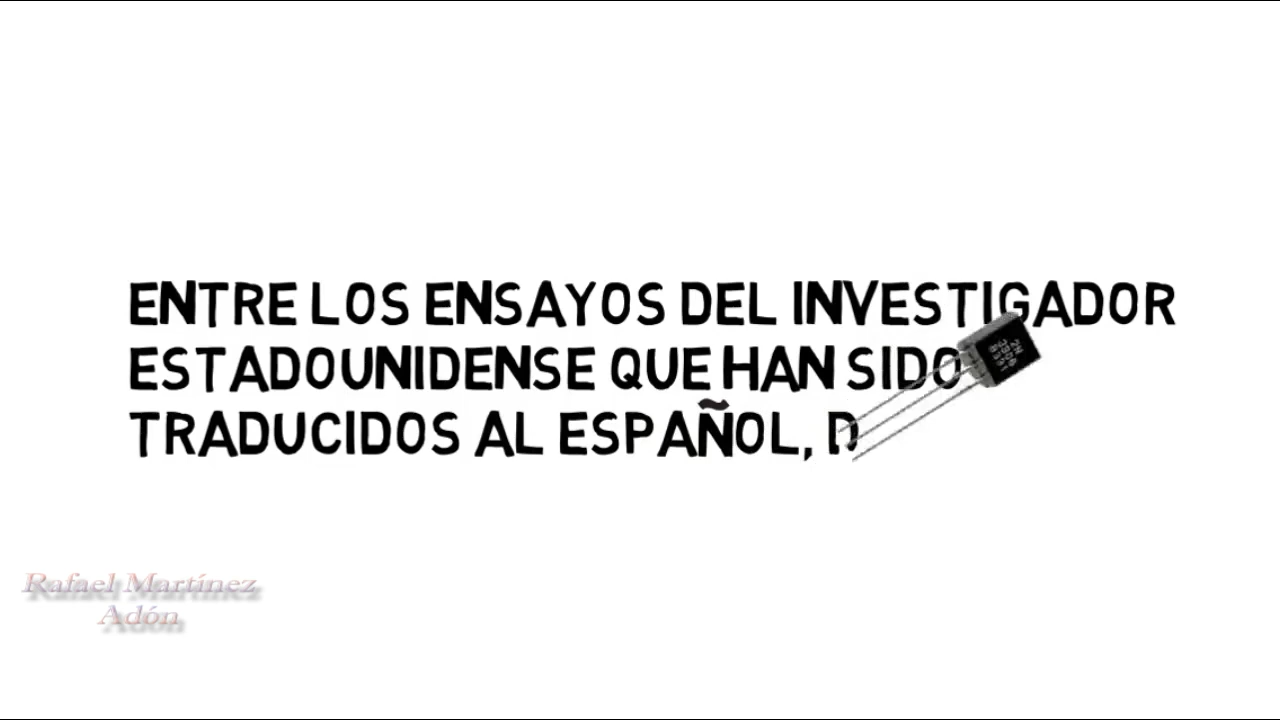 ENTRE LOS ENSAYOS DEL INVESTIGADOR
ESTADOUNIDENSE QUE HAN SIDO
TRADUCIDOS AL ESPAÑOL, D
Rafael Martínez
Adón